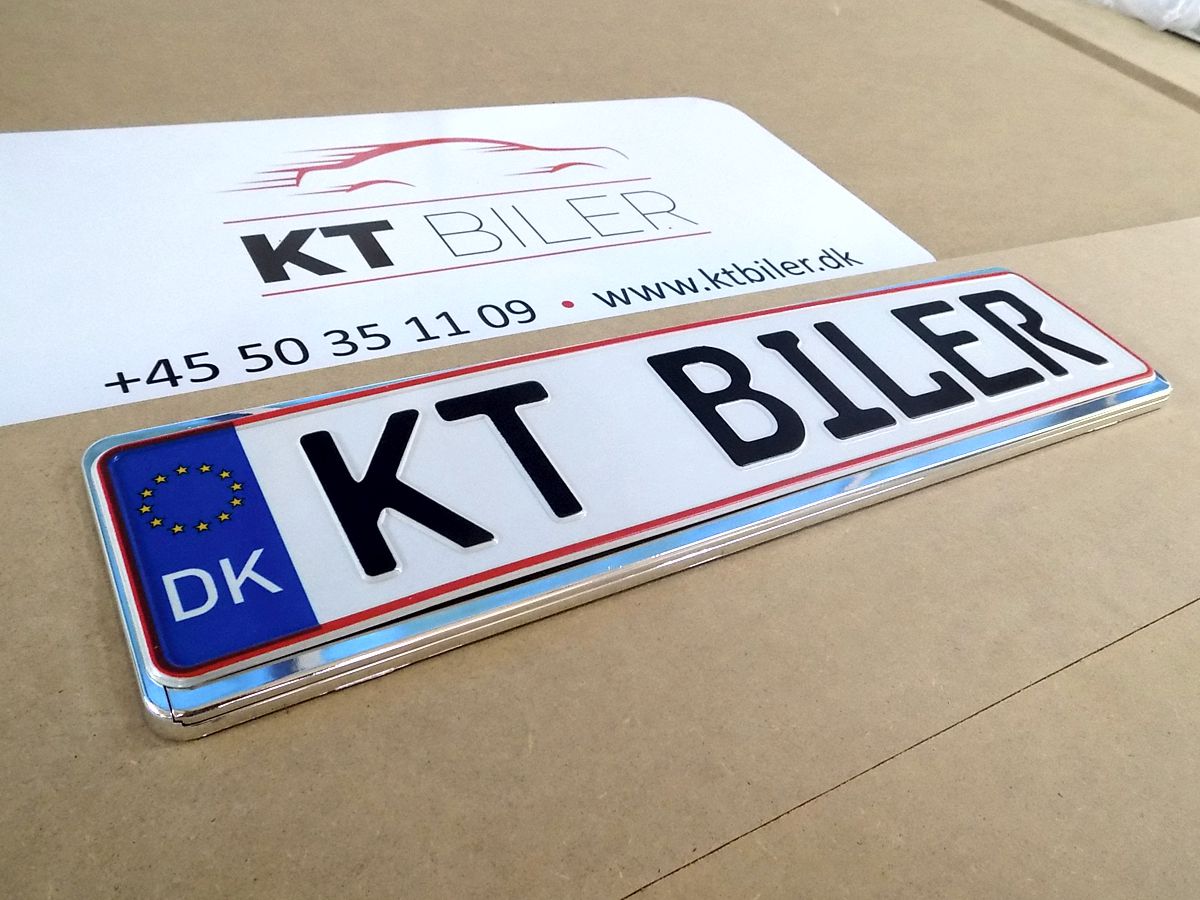 KT BILER
+45 50 35 11 09 • www.ktbiler.dk
KT BILER
DK